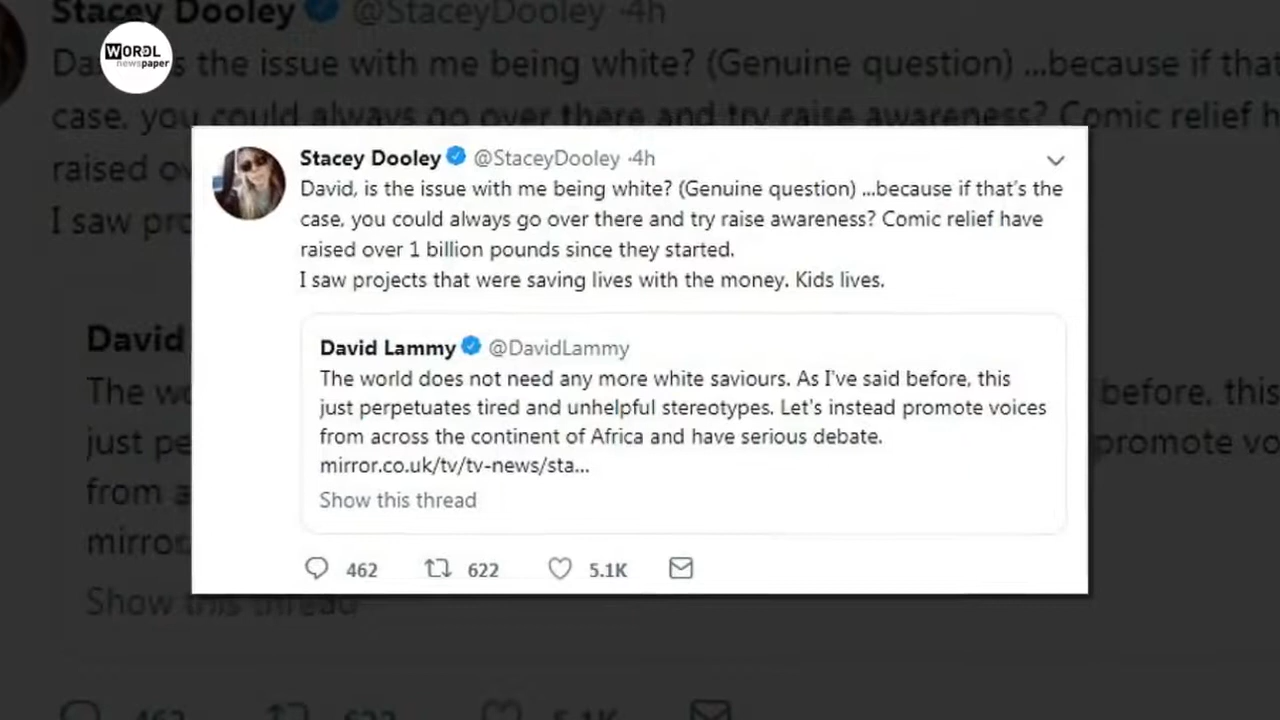 WORDL
newspaper
Stacey Dooley @StaceyDooley ·4h
David, is the issue with me being white? (Genuine question) ...because if that's the
case, you could always go over there and try raise awareness? Comic relief have
raised over 1 billion pounds since they started.
I saw projects that were saving lives with the money. Kids lives.
David Lammy @DavidLammy
The world does not need any more white saviours. As I've said before, this
just perpetuates tired and unhelpful stereotypes. Let's instead promote voices
from across the continent of Africa and have serious debate.
mirror.co.uk/tv/tv-news/sta...
Show this thread
462 622 5.1K